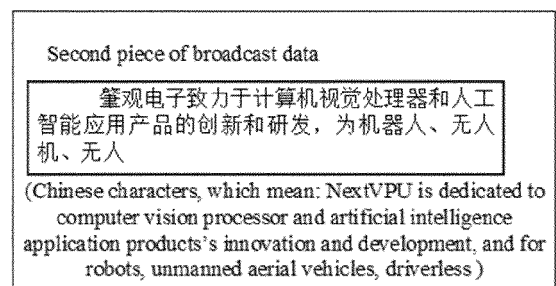 Second piece of broadcast data
肇观电子致力于计算机视觉处理器和人工
智能应用产品的创新和研发，为机器人、无人
机、无人
(Chinese characters, which mean: NextVPU is dedicated to
computer vision processor and artificial intelligence
application products's innovation and development, and for
robots, unmanned aerial vehicles, driverless )